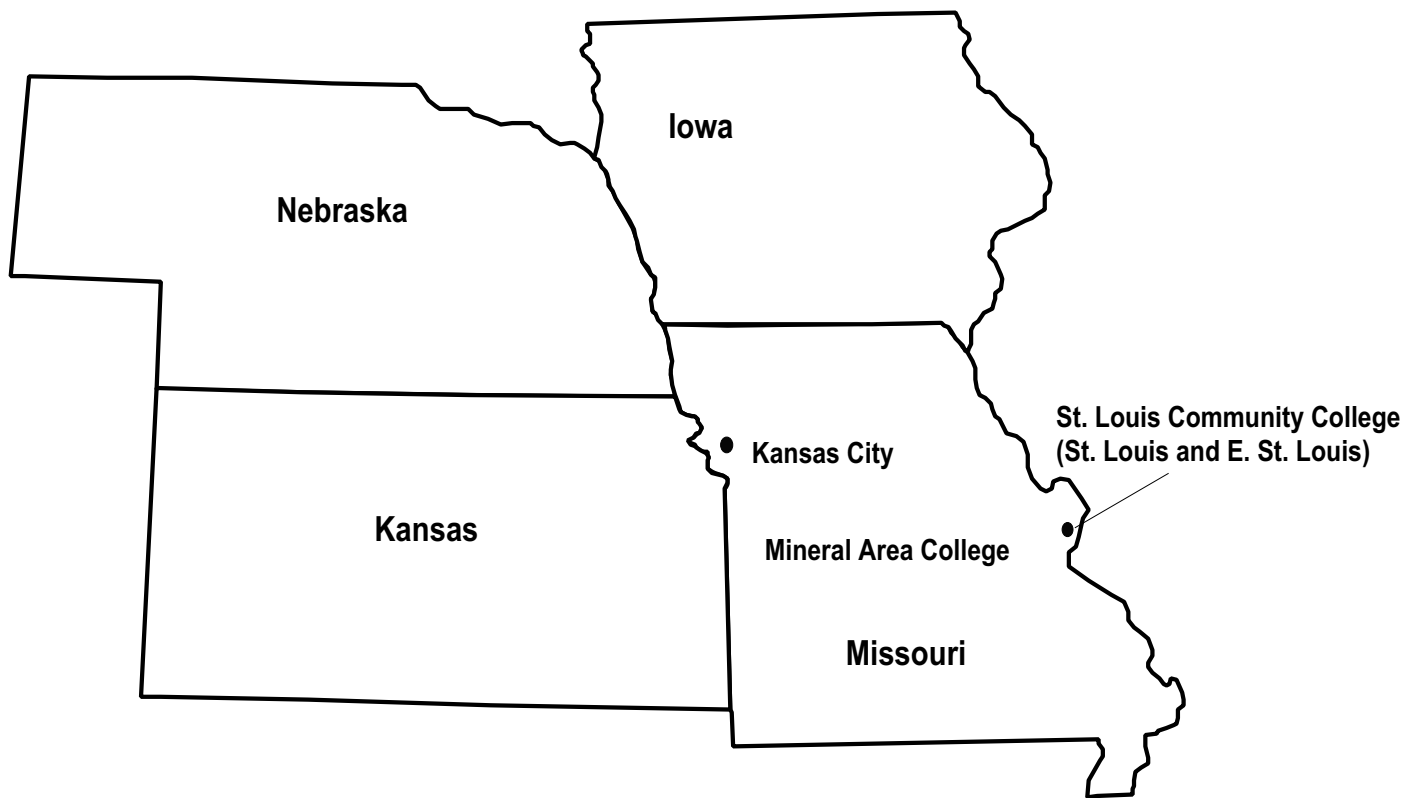 Iowa
Nebraska
St. Louis Community College
(St. Louis and E. St. Louis)
Kansas City
Kansas
Mineral Area College
Missouri